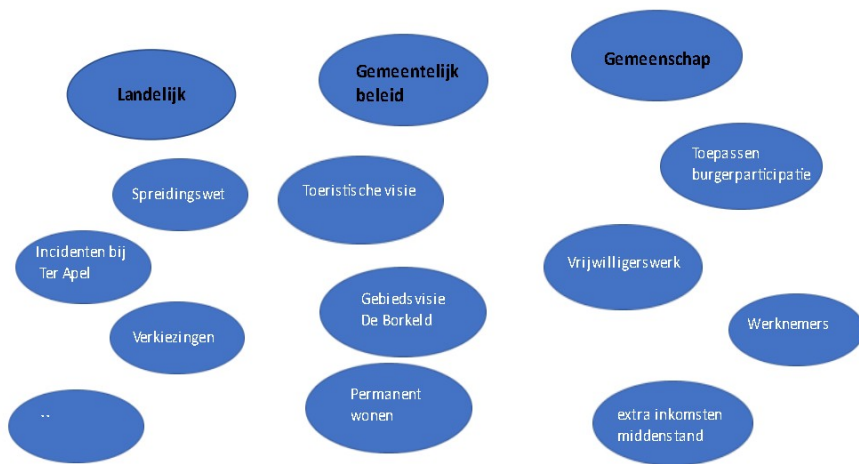 Landelijk
Spreidingswet
Incidenten bij
Ter Apel
Verkiezingen
..
Gemeentelijk
beleid
Toeristische visie
Gebiedsvisie
De Borkeld
Permanent
wonen
Gemeenschap
Toepassen
burgerparticipatie
Vrijwilligerswerk
Werknemers
extra inkomsten
middenstand